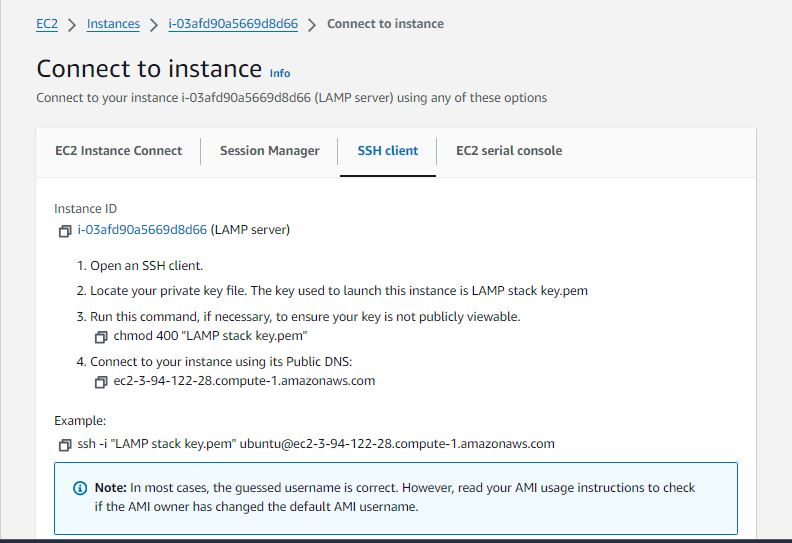 EC2 > Instances > i-03afd90a5669d8d66 > Connect to instance
Connect to instance Info
Connect to your instance i-03afd90a5669d8d66 (LAMP server) using any of these options
EC2 Instance Connect Session Manager SSH client EC2 serial console
Instance ID
i-03afd90a5669d8d66 (LAMP server)
1. Open an SSH client.
2. Locate your private key file. The key used to launch this instance is LAMP stack key.pem
3. Run this command, if necessary, to ensure your key is not publicly viewable.
chmod 400 "LAMP stack key.pem"
4. Connect to your instance using its Public DNS:
ec2-3-94-122-28.compute-1.amazonaws.com
Example:
ssh -i "LAMP stack key.pem" ubuntu@ec2-3-94-122-28.compute-1.amazonaws.com
Note: In most cases, the guessed username is correct. However, read your AMI usage instructions to check
if the AMI owner has changed the default AMI username.